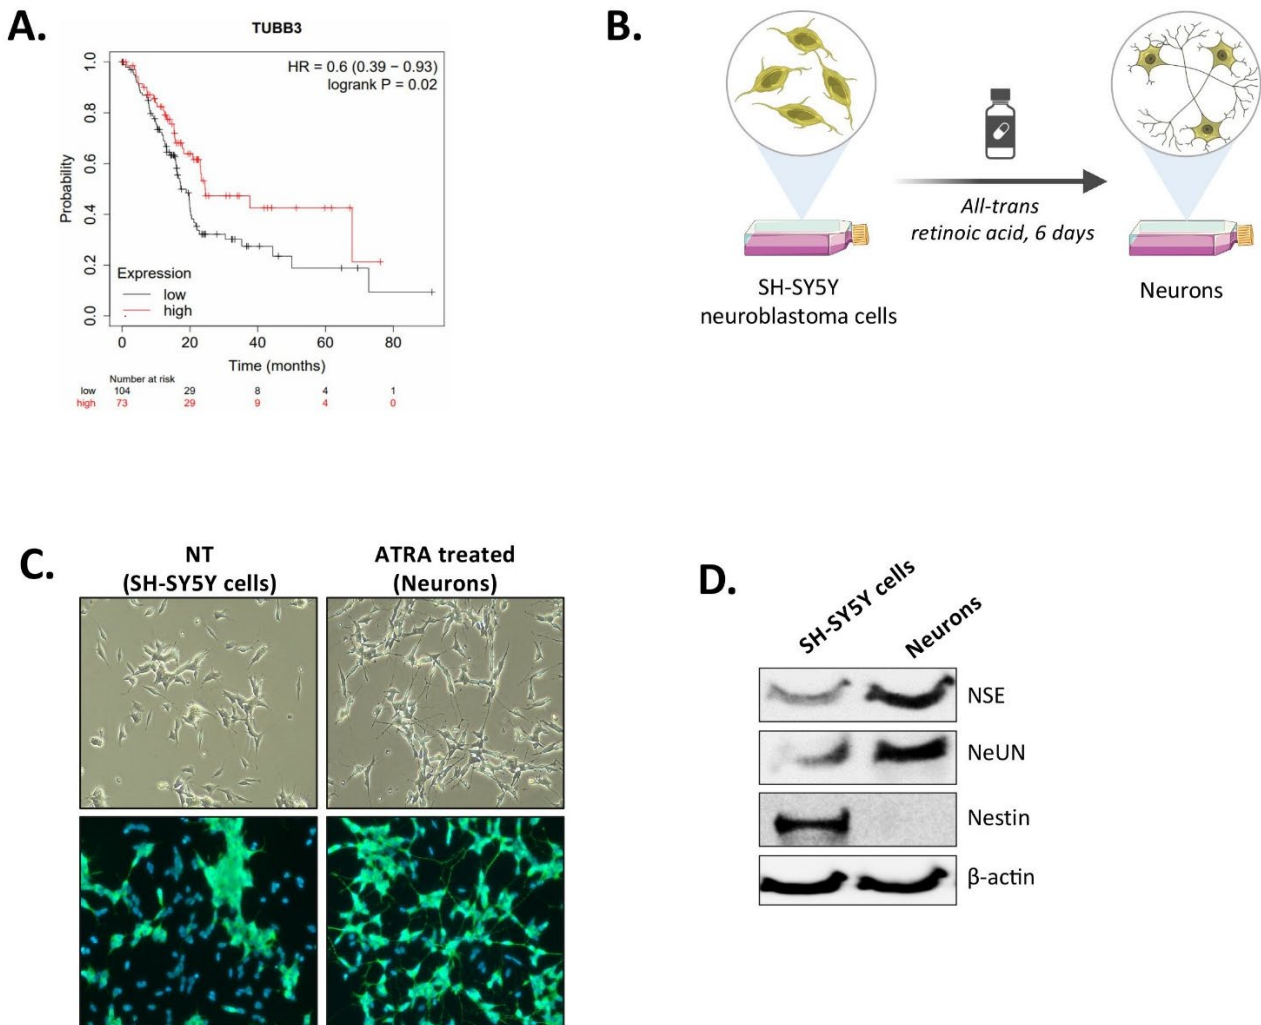 A.
TUBB3
HR = 0.6 (0.39 − 0.93)
logrank P = 0.02
Probability
1.0
0.8
0.6
0.4
0.2
0.0
Expression
low
high
0 20 40 60 80
Time (months)
Number at risk
low 104 29 8 4 1
high 73 29 9 4 0
B.
All-trans
retinoic acid, 6 days
SH-SY5Y
neuroblastoma cells
Neurons
C.
NT
(SH-SY5Y cells)
ATRA treated
(Neurons)
D.
SH-SY5Y cells
Neurons
NSE
NeUN
Nestin
β-actin